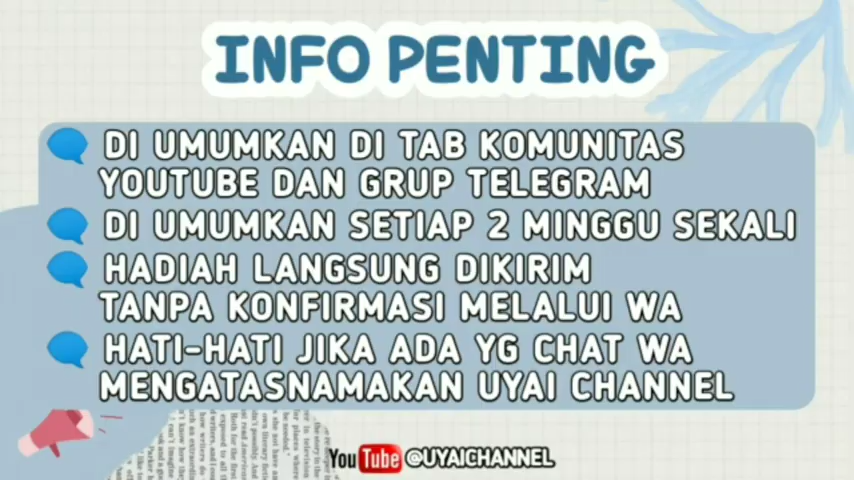 INFO PENTING
DI UMUMKAN DI TAB KOMUNITAS
YOUTUBE DAN GRUP TELEGRAM
DI UMUMKAN SETIAP 2 MINGGU SEKALI
HADIAH LANGSUNG DIKIRIM
TANPA KONFIRMASI MELALUI WA
HATI-HATI JIKA ADA YG CHAT WA
MENGATASNAMAKAN UYAI CHANNEL
YouTube @UYAICHANNEL